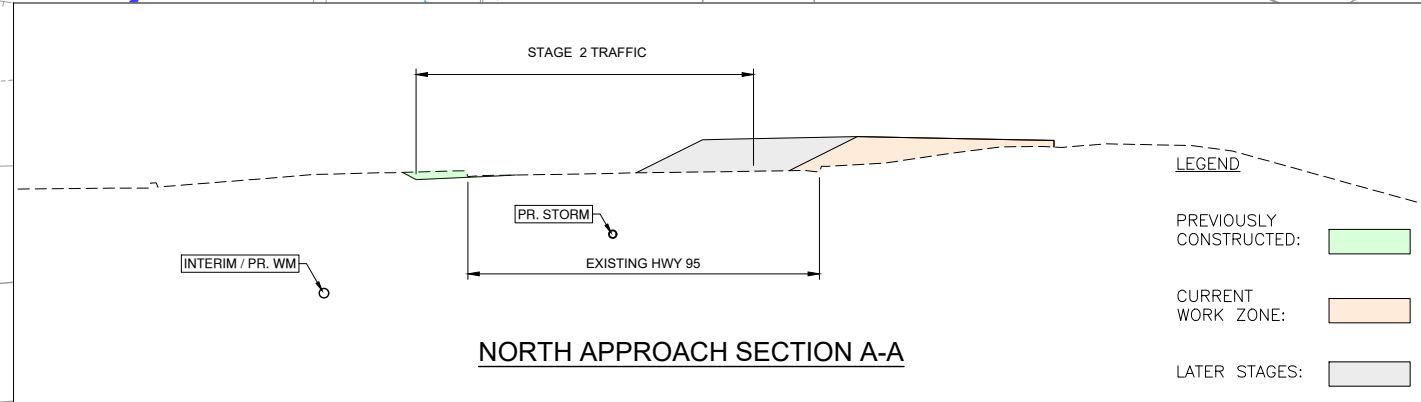 STAGE 2 TRAFFIC
PR. STORM
INTERIM / PR. WM
EXISTING HWY 95
NORTH APPROACH SECTION A-A
LEGEND
PREVIOUSLY
CONSTRUCTED:
CURRENT
WORK ZONE:
LATER STAGES: